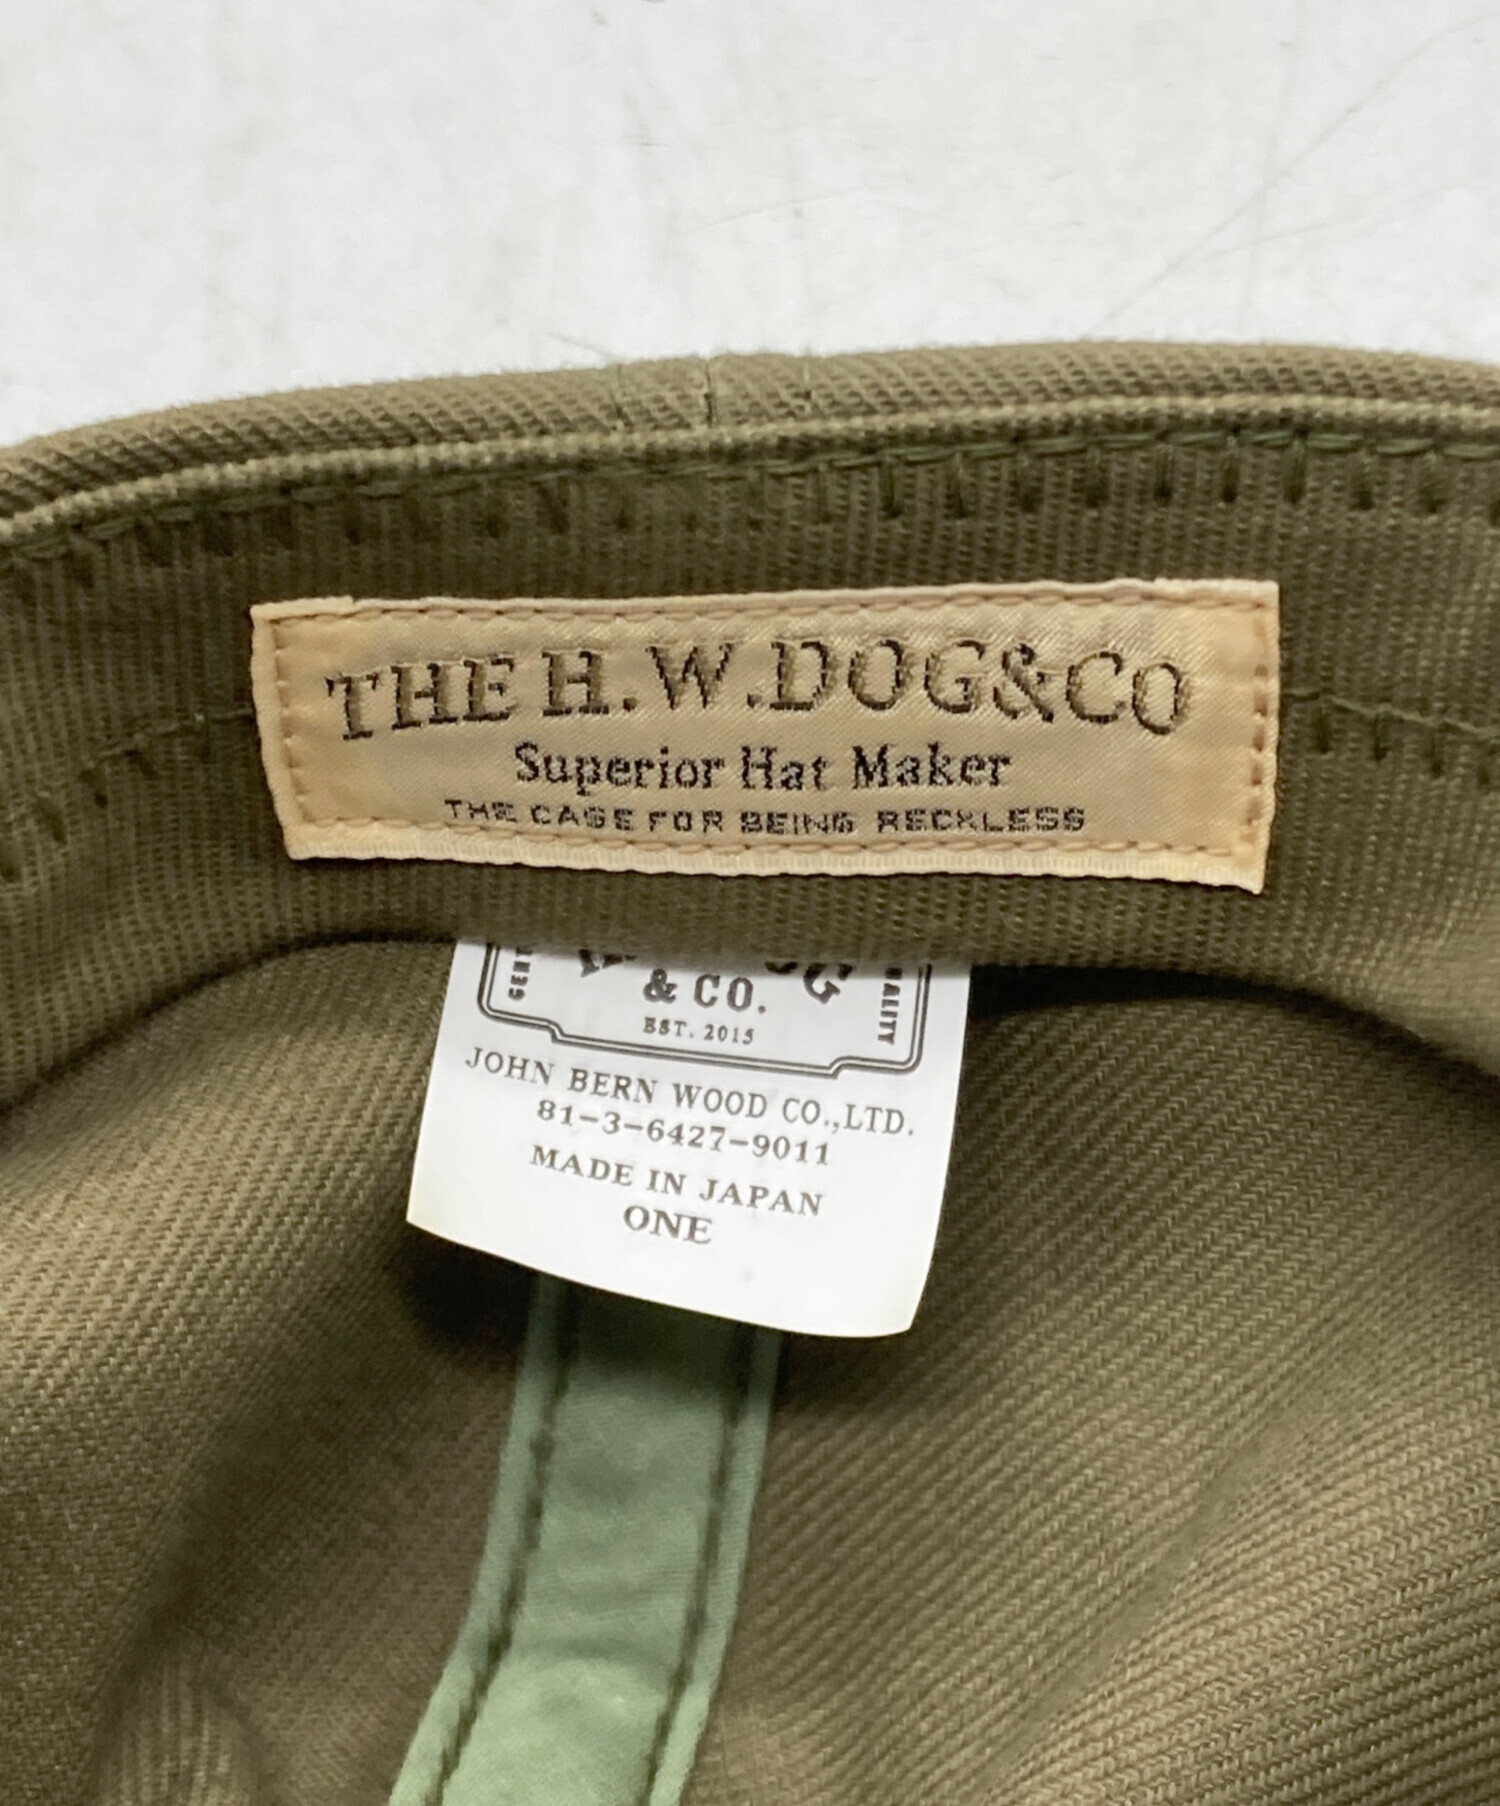 THE H.W.DOG&CO
Superior Hat Maker
THE CASE FOR BEING RECKLESS
& CO.
EST. 2015
JOHN BERN WOOD CO.,LTD.
81-3-6427-9011
MADE IN JAPAN
ONE